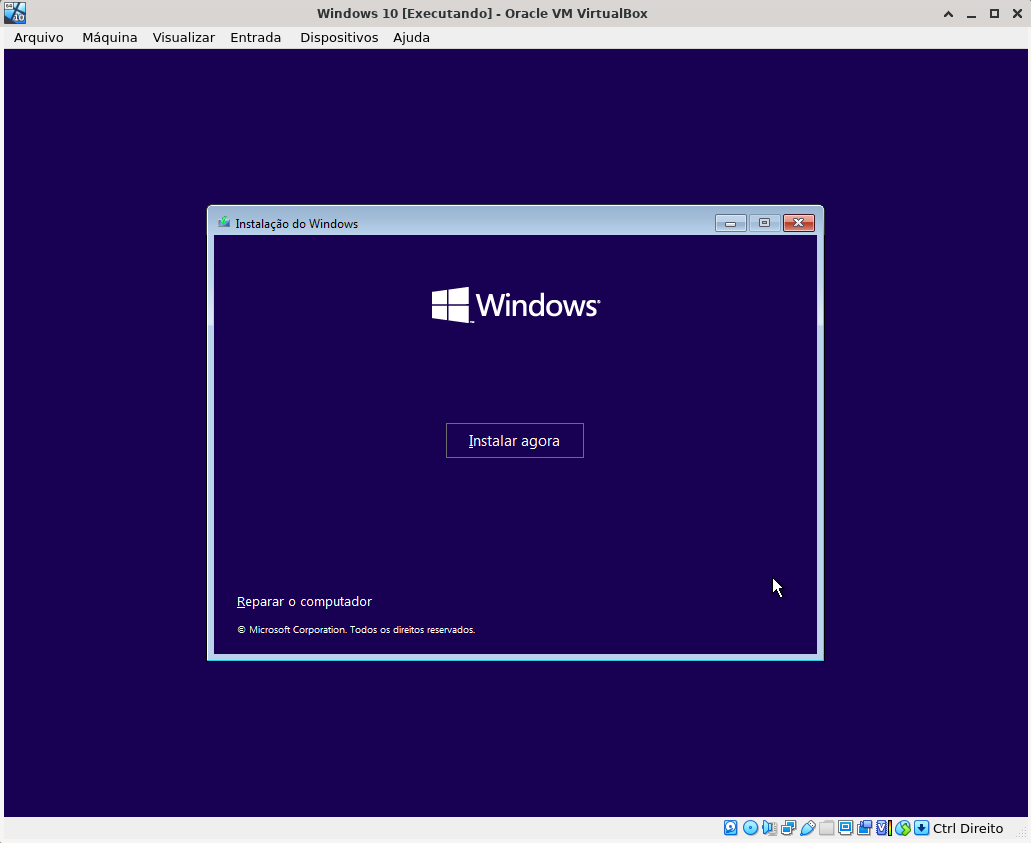 Windows 10 [Executando] - Oracle VM VirtualBox
Arquivo Máquina Visualizar Entrada Dispositivos Ajuda
Instalação do Windows
Windows
Instalar agora
Reparar o computador
© Microsoft Corporation. Todos os direitos reservados.
Ctrl Direito